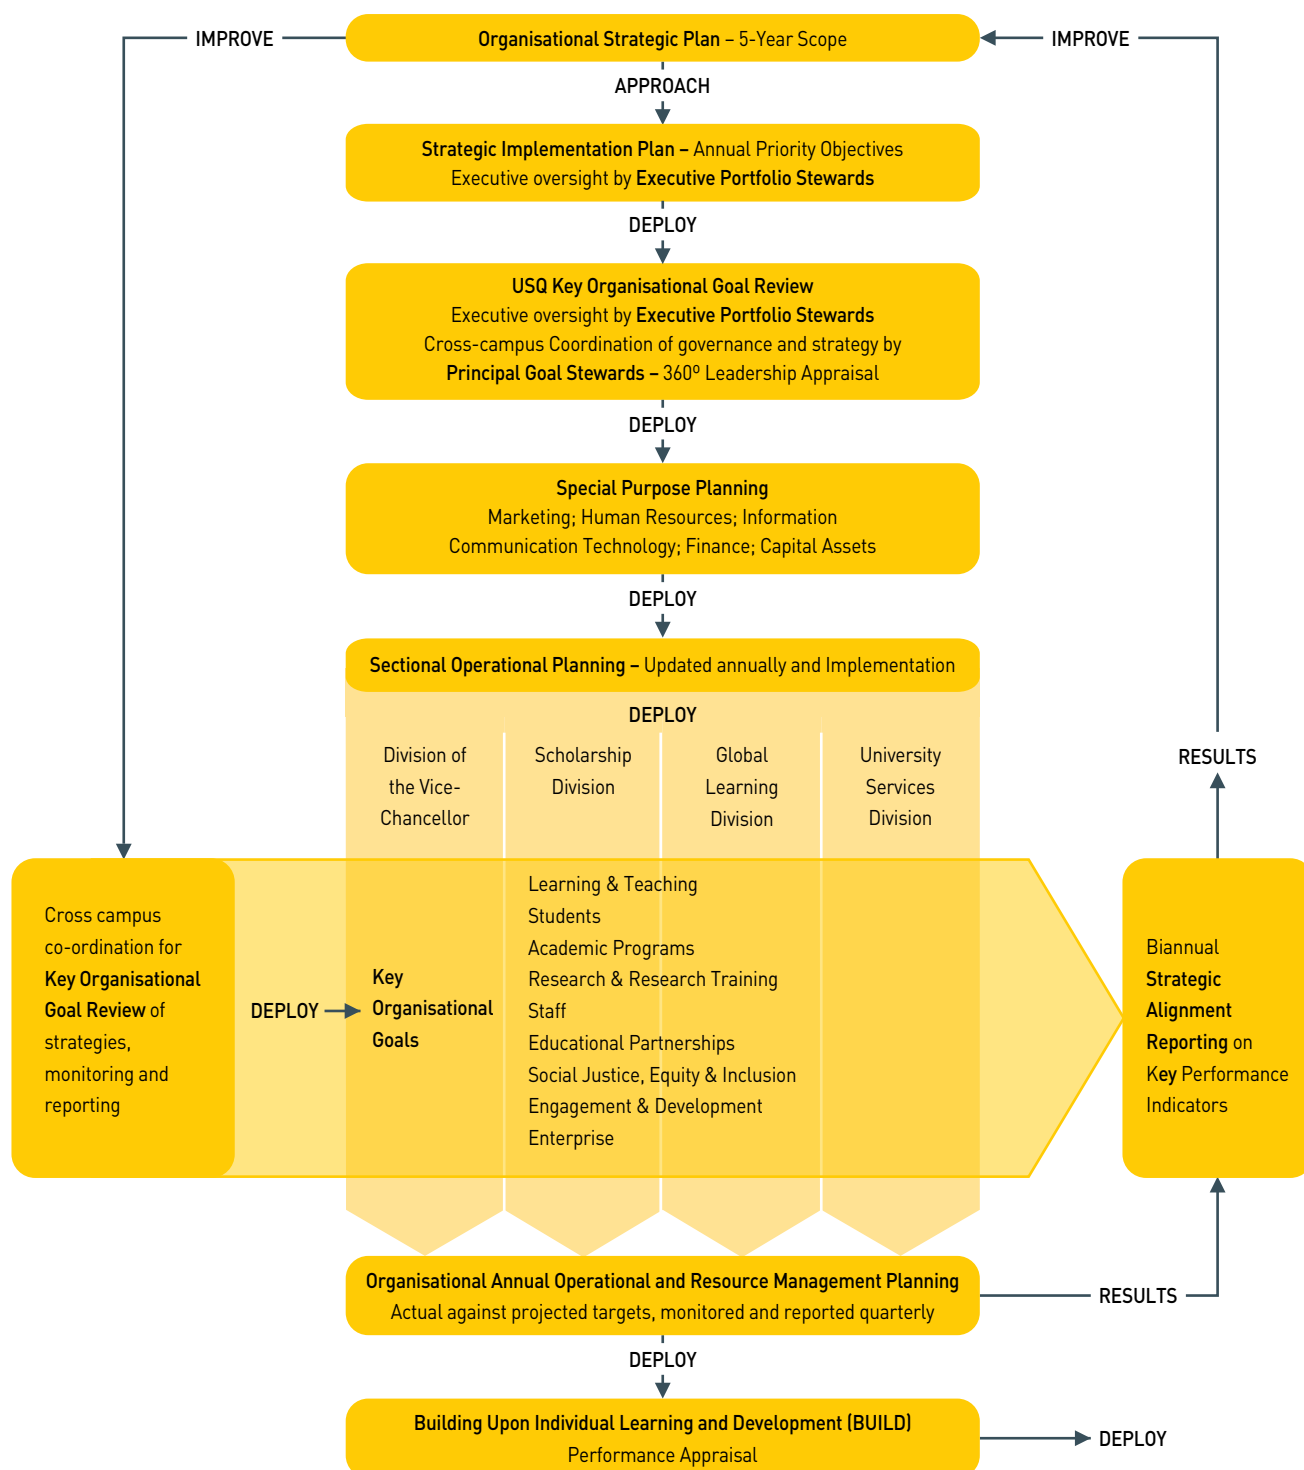 IMPROVE
Organisational Strategic Plan – 5-Year Scope
IMPROVE
APPROACH
Strategic Implementation Plan – Annual Priority Objectives
Executive oversight by Executive Portfolio Stewards
DEPLOY
USQ Key Organisational Goal Review
Executive oversight by Executive Portfolio Stewards
Cross-campus Coordination of governance and strategy by
Principal Goal Stewards – 360º Leadership Appraisal
DEPLOY
Special Purpose Planning
Marketing; Human Resources; Information
Communication Technology; Finance; Capital Assets
DEPLOY
Sectional Operational Planning – Updated annually and Implementation
DEPLOY
Division of
the Vice-
Chancellor
Scholarship
Division
Global
Learning
Division
University
Services
Division
RESULTS
Cross campus
co-ordination for
Key Organisational
Goal Review of
strategies,
monitoring and
reporting
DEPLOY
Key
Organisational
Goals
Learning & Teaching
Students
Academic Programs
Research & Research Training
Staff
Educational Partnerships
Social Justice, Equity & Inclusion
Engagement & Development
Enterprise
Biannual
Strategic
Alignment
Reporting on
Key Performance
Indicators
Organisational Annual Operational and Resource Management Planning
Actual against projected targets, monitored and reported quarterly
RESULTS
DEPLOY
Building Upon Individual Learning and Development (BUILD)
Performance Appraisal
DEPLOY